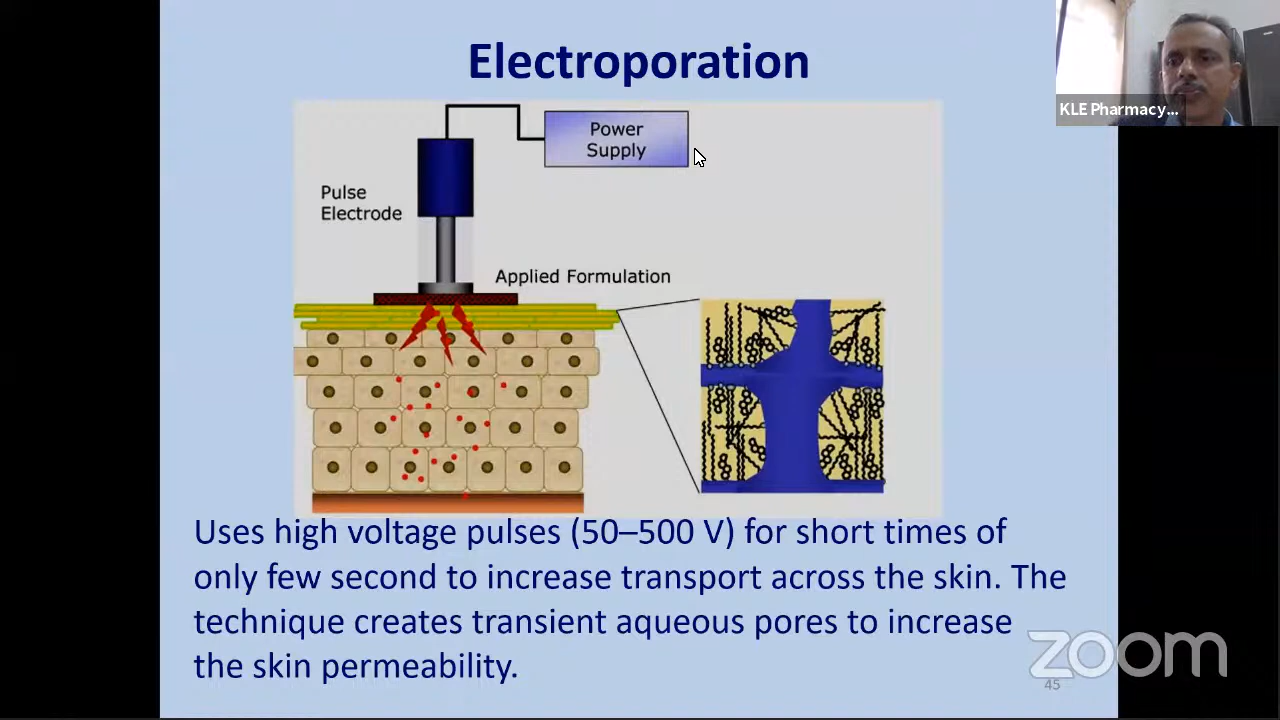 Electroporation
KLE Pharmacy...
Power
Supply
Pulse
Electrode
Applied Formulation
Uses high voltage pulses (50–500 V) for short times of
only few second to increase transport across the skin. The
technique creates transient aqueous pores to increase
the skin permeability.
zoom
45